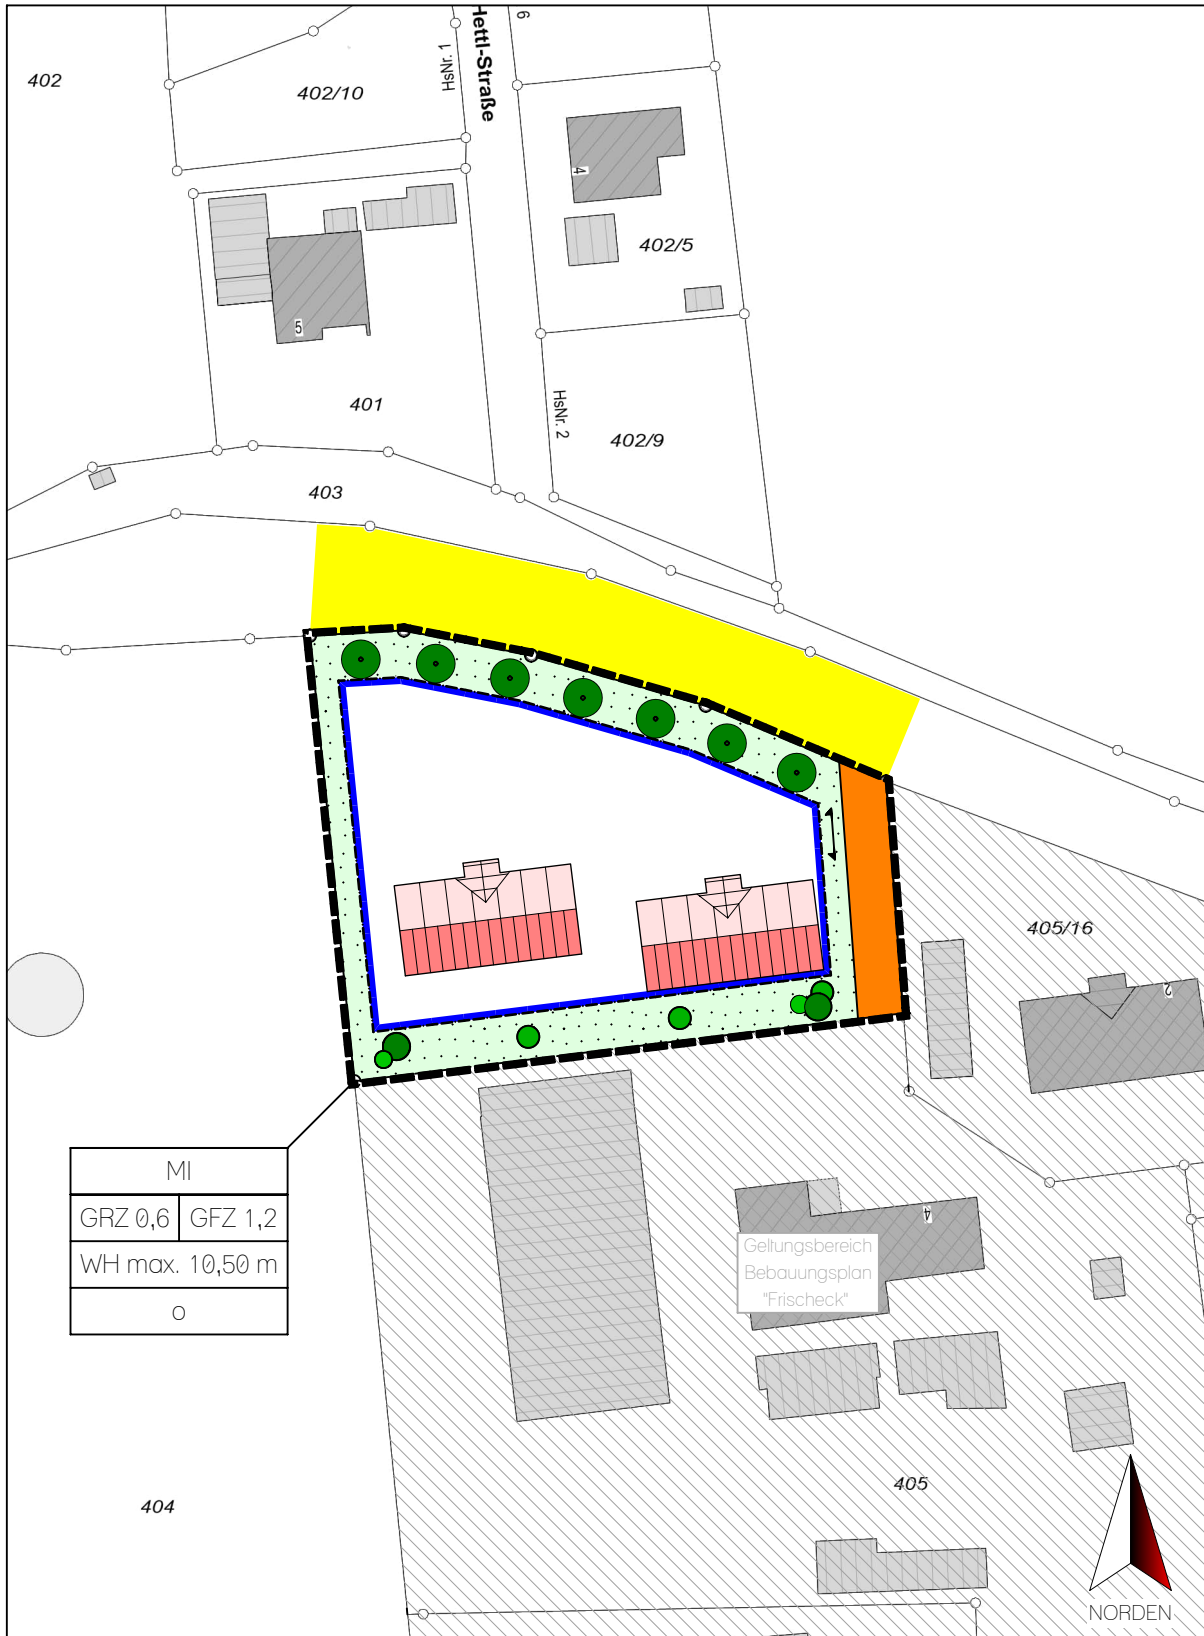 402
402/10
HsNr. 1
Hettl-Straße
6
4
402/5
5
401
HsNr. 2
402/9
403
405/16
2
MI
GRZ 0,6 GFZ 1,2
WH max. 10,50 m
o
4
Geltungsbereich
Bebauungsplan
"Frischeck"
405
404
NORDEN